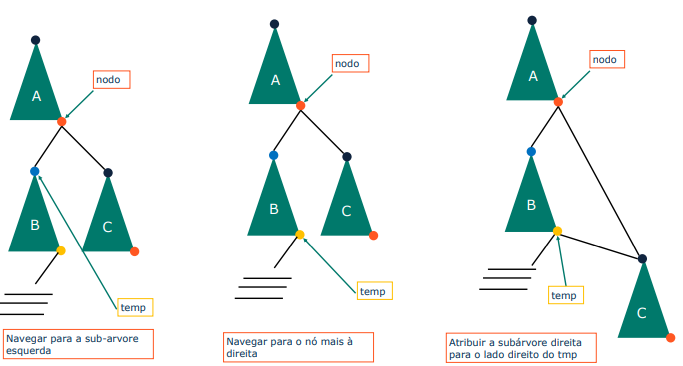 A
nodo
B
C
temp
Navegar para a sub-arvore
esquerda
A
nodo
B
C
temp
Navegar para o nó mais à
direita
A
nodo
B
temp
C
Atribuir a subárvore direita
para o lado direito do tmp